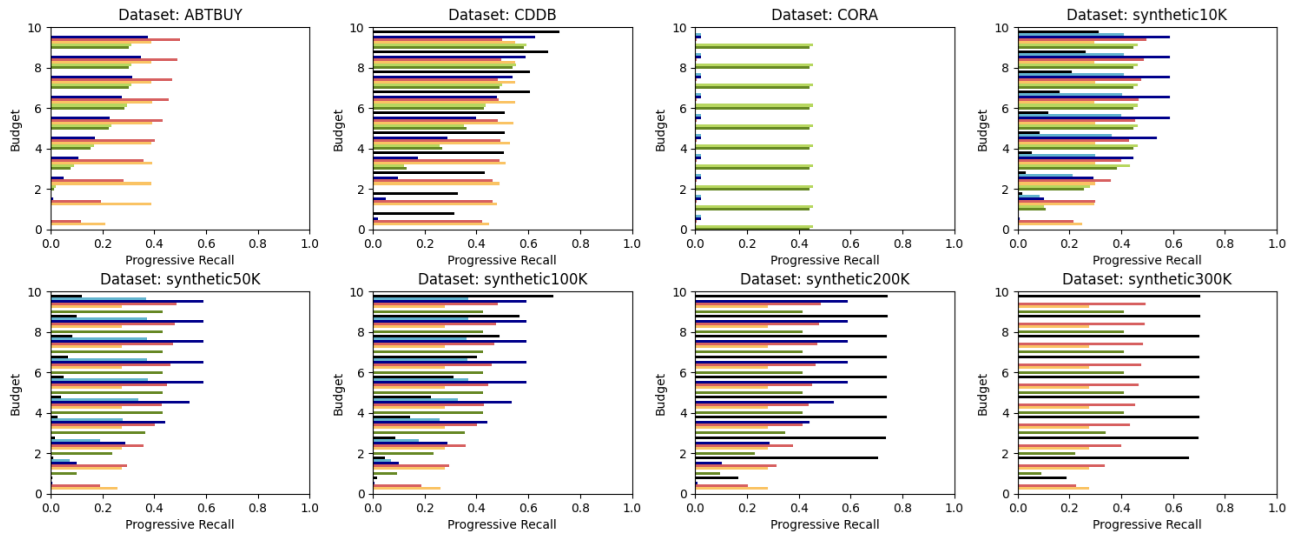 Dataset: ABTBUY
Dataset: CDDB
Dataset: CORA
Dataset: synthetic10K
Budget
10
8
6
4
2
0
0.0 0.2 0.4 0.6 0.8 1.0
Progressive Recall
Budget
10
8
6
4
2
0
0.0 0.2 0.4 0.6 0.8 1.0
Progressive Recall
Budget
10
8
6
4
2
0
0.0 0.2 0.4 0.6 0.8 1.0
Progressive Recall
Budget
10
8
6
4
2
0
0.0 0.2 0.4 0.6 0.8 1.0
Progressive Recall
Dataset: synthetic50K
Dataset: synthetic100K
Dataset: synthetic200K
Dataset: synthetic300K
Budget
10
8
6
4
2
0
0.0 0.2 0.4 0.6 0.8 1.0
Progressive Recall
Budget
10
8
6
4
2
0
0.0 0.2 0.4 0.6 0.8 1.0
Progressive Recall
Budget
10
8
6
4
2
0
0.0 0.2 0.4 0.6 0.8 1.0
Progressive Recall
Budget
10
8
6
4
2
0
0.0 0.2 0.4 0.6 0.8 1.0
Progressive Recall